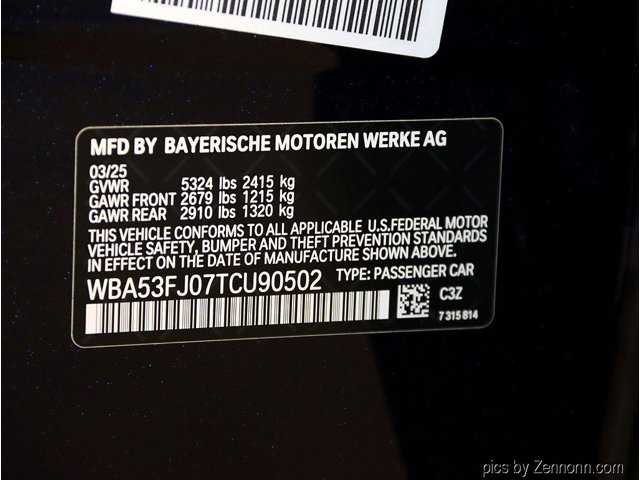 MFD BY BAYERISCHE MOTOREN WERKE AG
03/25
GVWR 5324 lbs 2415 kg
GAWR FRONT 2679 lbs 1215 kg
GAWR REAR 2910 lbs 1320 kg
THIS VEHICLE CONFORMS TO ALL APPLICABLE U.S.FEDERAL MOTOR
VEHICLE SAFETY, BUMPER AND THEFT PREVENTION STANDARDS
IN EFFECT ON THE DATE OF MANUFACTURE SHOWN ABOVE.
WBA53FJ07TCU90502 TYPE: PASSENGER CAR
C3Z
7 315 814
pics by Zennonn.com